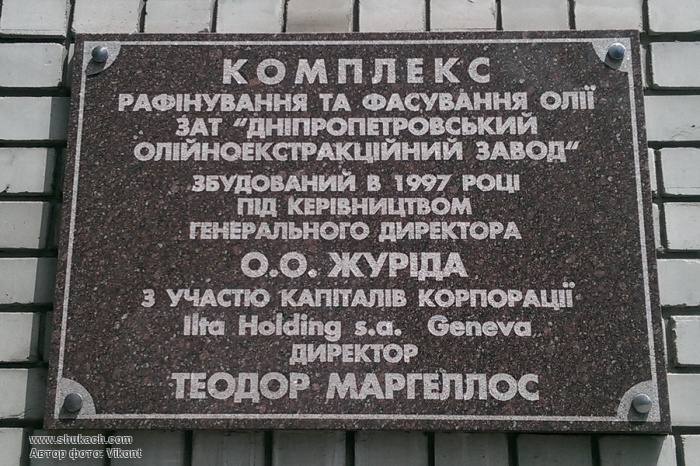 КОМПЛЕКС
РАФІНУВАННЯ ТА ФАСУВАННЯ ОЛІЇ
ЗАТ "ДНІПРОПЕТРОВСЬКИЙ
ОЛІЙНОЕКСТРАКЦІЙНИЙ ЗАВОД"
ЗБУДОВАНИЙ В 1997 РОЦІ
ПІД КЕРІВНИЦТВОМ
ГЕНЕРАЛЬНОГО ДИРЕКТОРА
О.О. ЖУРІДА
З УЧАСТЮ КАПІТАЛІВ КОРПОРАЦІЇ
Ilta Holding s.a. Geneva
ДИРЕКТОР
ТЕОДОР МАРГЕЛЛОС
www.shukach.com
Автор фото: Vikont